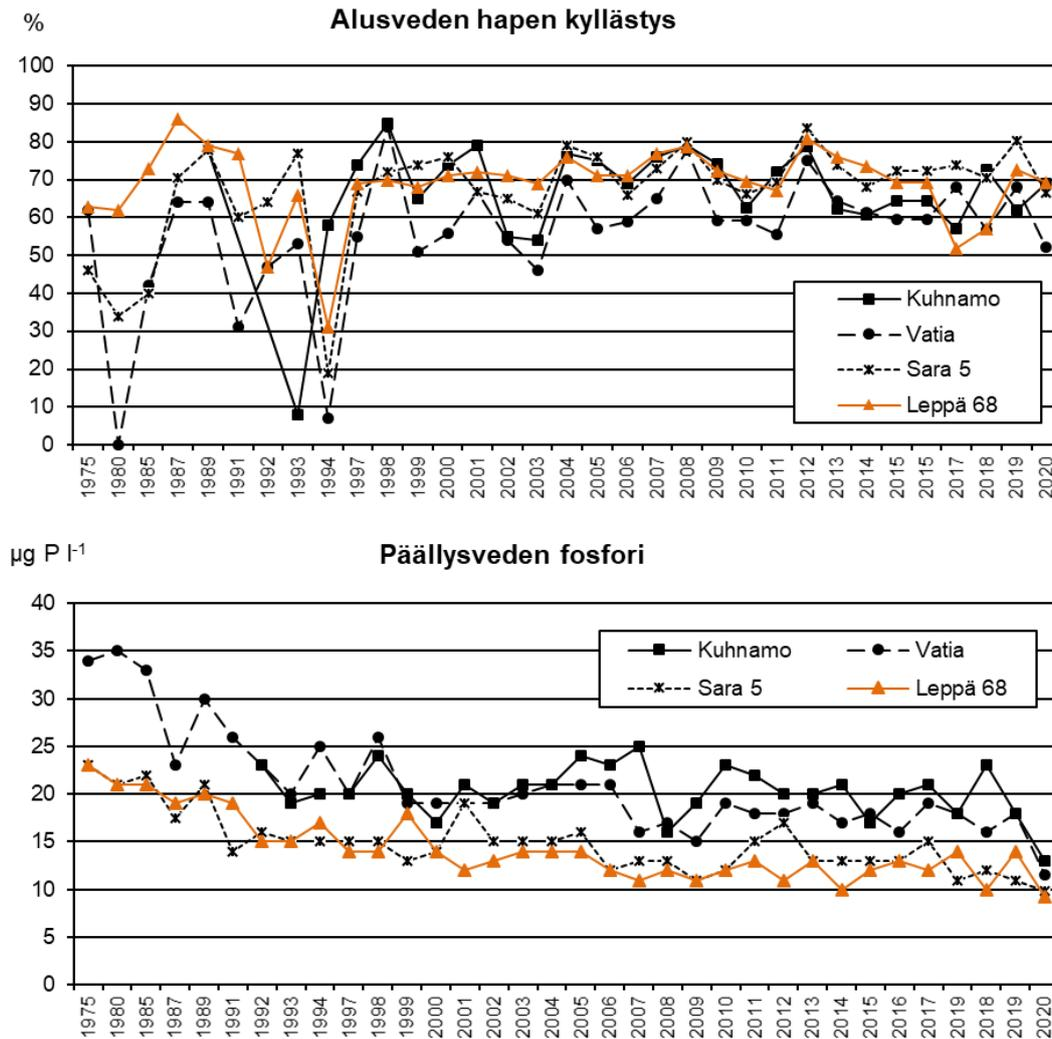 Alusveden hapen kyllästys
%
100
90
80
70
60
50
40
30
20
10
0
1975 1980 1985 1987 1989 1991 1992 1993 1994 1997 1998 1999 2000 2001 2002 2003 2004 2005 2006 2007 2008 2009 2010 2011 2012 2013 2014 2015 2015 2017 2018 2019 2020
Kuhnamo
Vatia
Sara 5
Leppä 68
µg P l-1
Päällysveden fosfori
40
35
30
25
20
15
10
5
0
Kuhnamo Vatia
Sara 5 Leppä 68
1975 1980 1985 1987 1989 1991 1992 1993 1994 1997 1998 1999 2000 2001 2002 2003 2004 2005 2006 2007 2008 2009 2010 2011 2012 2013 2014 2015 2016 2017 2019 2018 2019 2020